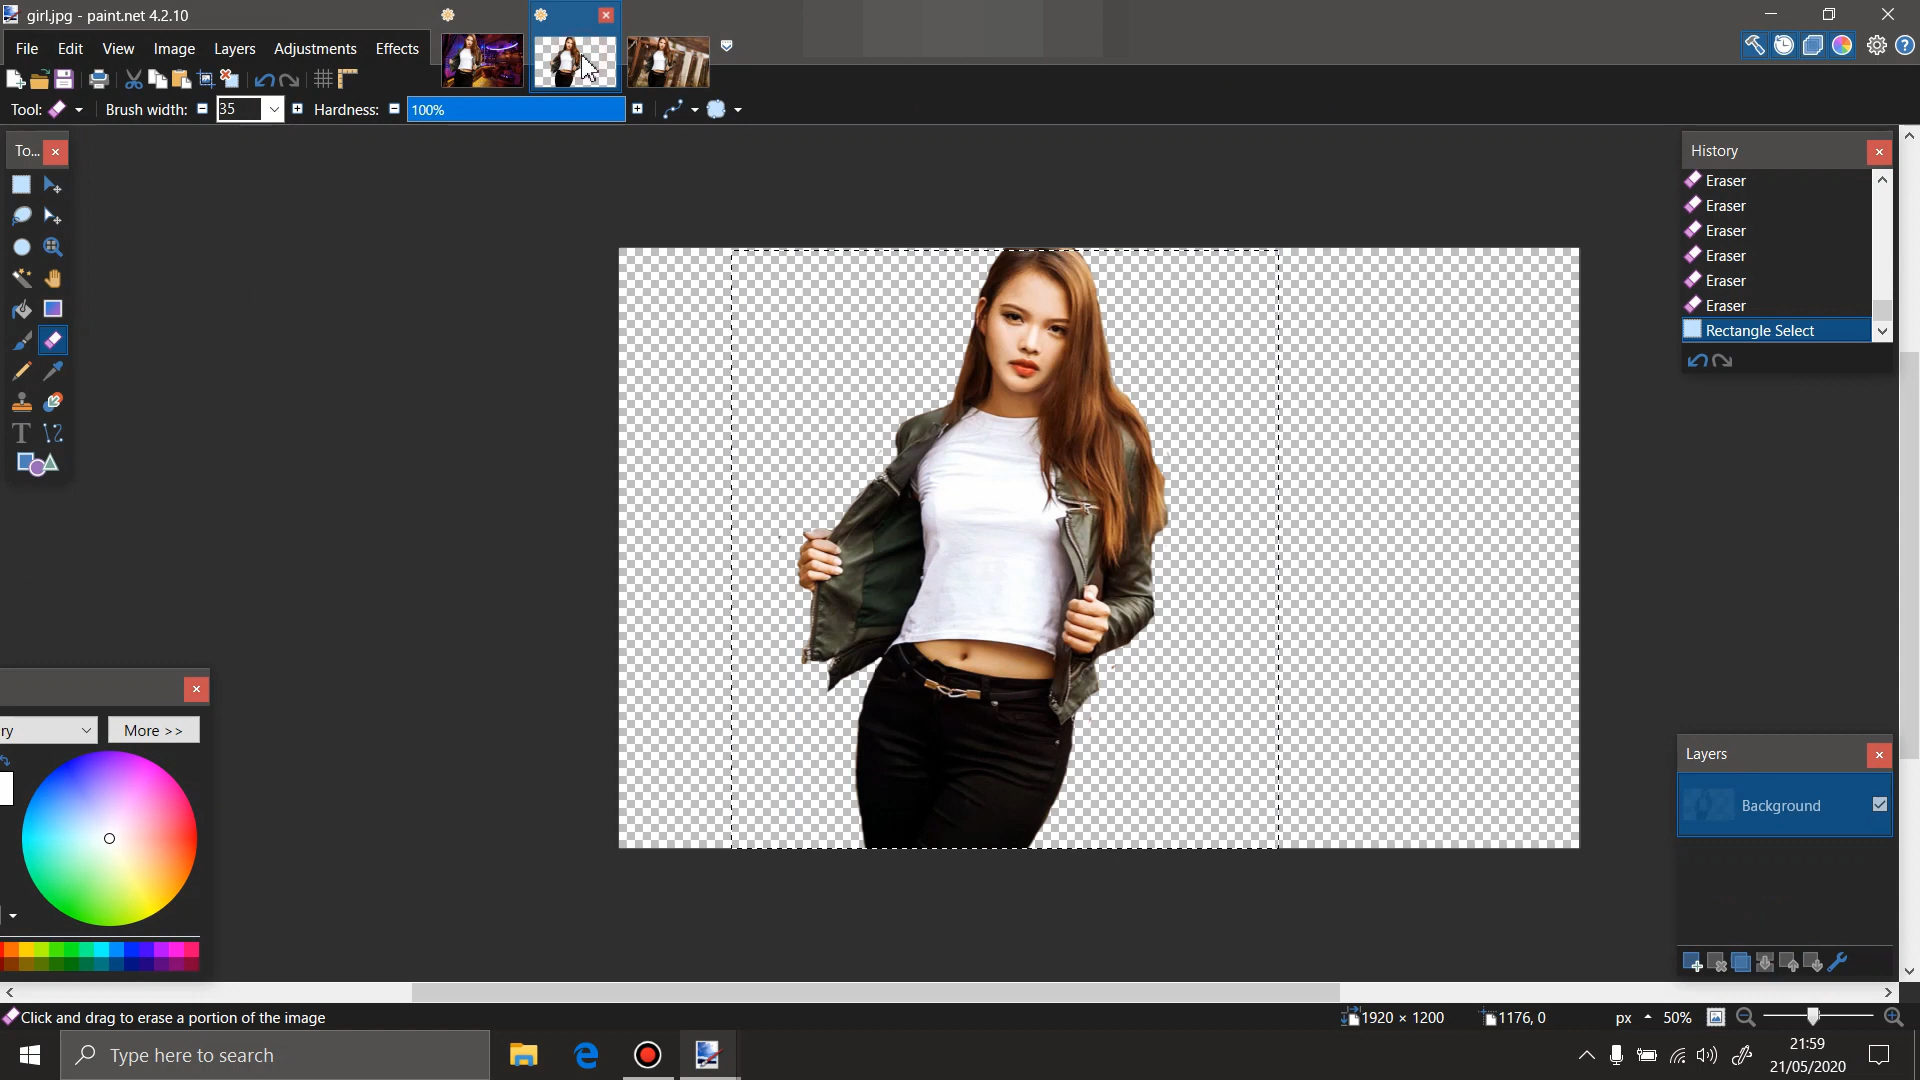 girl.jpg - paint.net 4.2.10
File Edit View Image Layers Adjustments Effects
Tool: Brush width: 35 Hardness: 100%
To...
History
Eraser
Eraser
Eraser
Eraser
Eraser
Eraser
Rectangle Select
ry
More >>
Layers
Background
Click and drag to erase a portion of the image
1920 × 1200
1176, 0
px
50%
Type here to search
21:59
21/05/2020